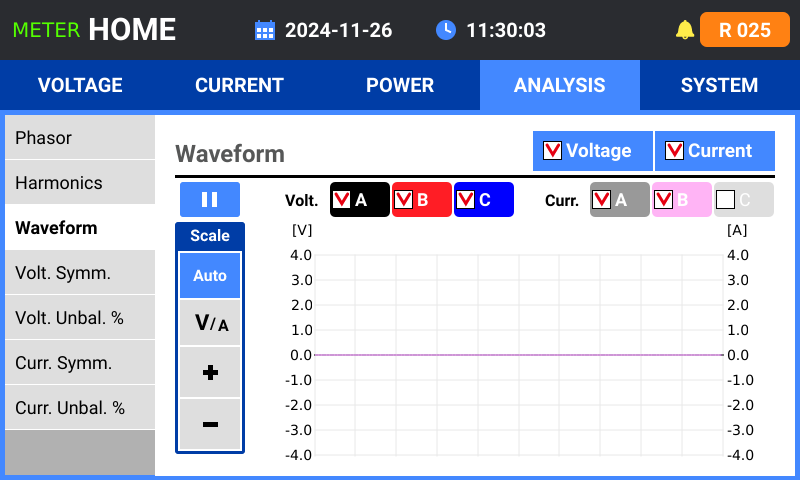 METER HOME 2024-11-26 11:30:03 R 025
VOLTAGE CURRENT POWER ANALYSIS SYSTEM
Phasor
Harmonics
Waveform
Volt. Symm.
Volt. Unbal. %
Curr. Symm.
Curr. Unbal. %
Waveform
Voltage Current
Volt. A B C Curr. A B C
Scale
Auto
V/A
+
−
[V] [A]
4.0 4.0
3.0 3.0
2.0 2.0
1.0 1.0
0.0 0.0
-1.0 -1.0
-2.0 -2.0
-3.0 -3.0
-4.0 -4.0